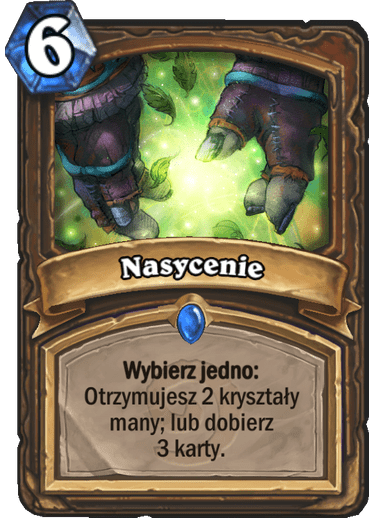 6
Nasycenie
Wybierz jedno:
Otrzymujesz 2 kryształy
many; lub dobierz
3 karty.